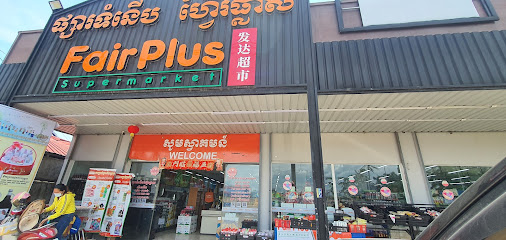 ផ្សារទំនើប ហ្វែរផ្លាស
FairPlus
Supermarket
发达超市
សូមស្វាគមន៍
WELCOME